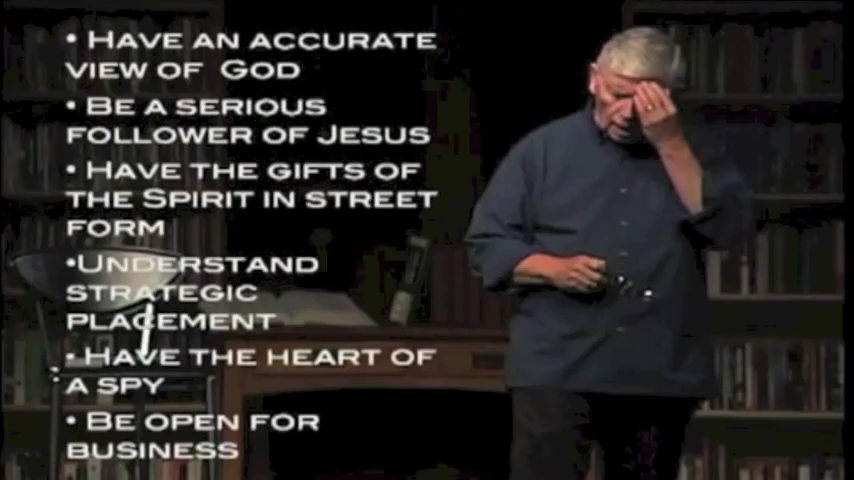 • Have an accurate
view of God
• Be a serious
follower of Jesus
• Have the gifts of
the Spirit in street
form
•Understand
strategic
placement
• Have the heart of
a spy
• Be open for
business